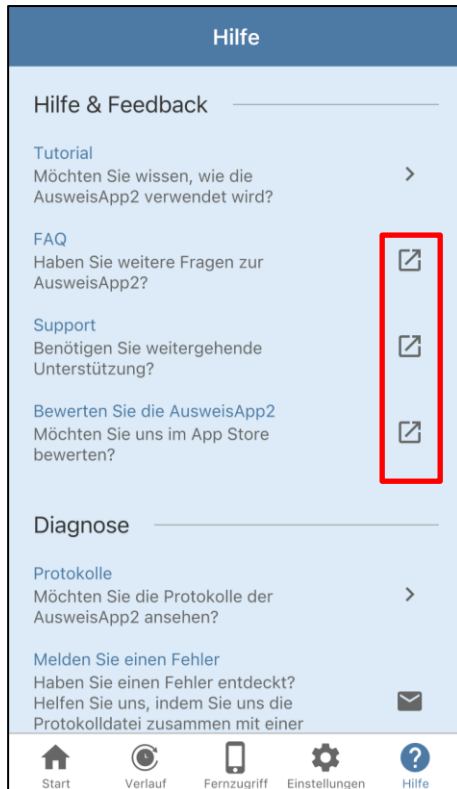 Hilfe
Hilfe & Feedback
Tutorial
Möchten Sie wissen, wie die
AusweisApp2 verwendet wird?
FAQ
Haben Sie weitere Fragen zur
AusweisApp2?
Support
Benötigen Sie weitergehende
Unterstützung?
Bewerten Sie die AusweisApp2
Möchten Sie uns im App Store
bewerten?
Diagnose
Protokolle
Möchten Sie die Protokolle der
AusweisApp2 ansehen?
Melden Sie einen Fehler
Haben Sie einen Fehler entdeckt?
Helfen Sie uns, indem Sie uns die
Protokolldatei zusammen mit einer
Start Verlauf Fernzugriff Einstellungen Hilfe